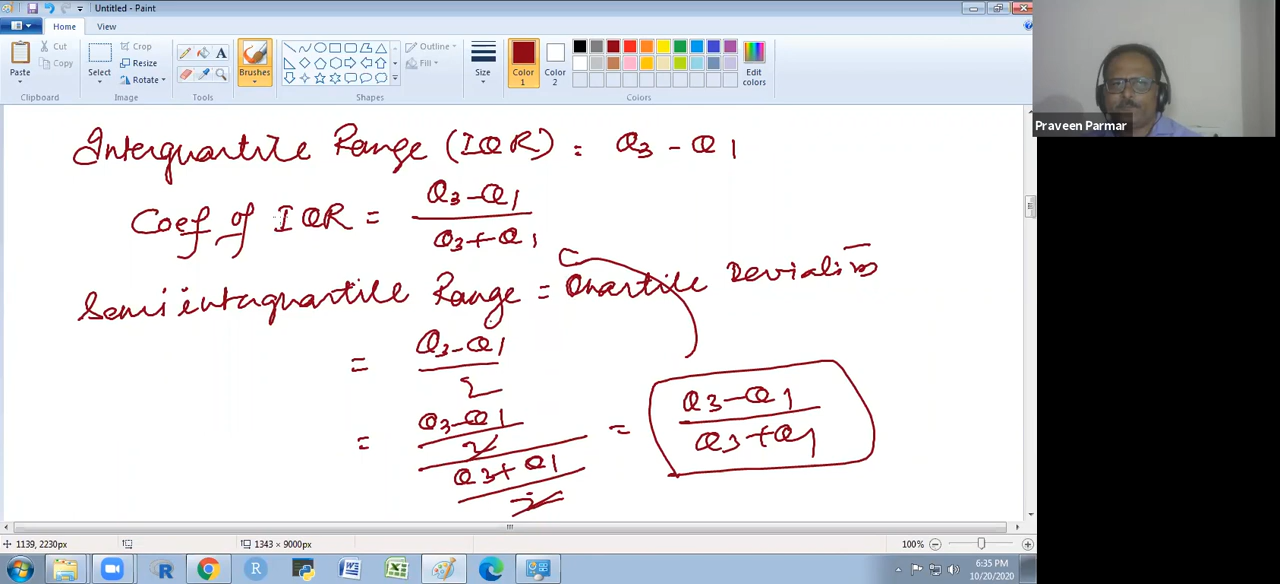 Untitled - Paint
Home View
Paste
Cut
Copy
Clipboard
Select
Crop
Resize
Rotate
Image
A
Tools
Brushes
Shapes
Outline
Fill
Size
Color 1
Color 2
Colors
Edit colors
Praveen Parmar
Interquartile Range (IQR) = Q3 - Q1
Coef of IQR = (Q3 - Q1) / (Q3 + Q1)
Semi interquartile Range = Quartile Deviation
= (Q3 - Q1) / 2
= ((Q3 - Q1) / 2) / ((Q3 + Q1) / 2) = (Q3 - Q1) / (Q3 + Q1)
1139, 2230px
1343 × 9000px
100%
6:35 PM
10/20/2020